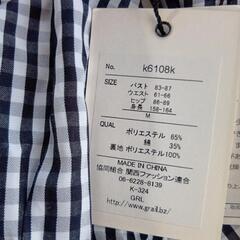 No. k6108k
SIZE
バスト 83-87
ウエスト 61-66
ヒップ 86-89
身長 158-164
M
QUAL
ポリエステル 65%
綿 35%
裏地 ポリエステル100%
MADE IN CHINA
協同組合 関西ファッション連合
06-6228-8139
K-324
GRL
http://www.grail.bz/